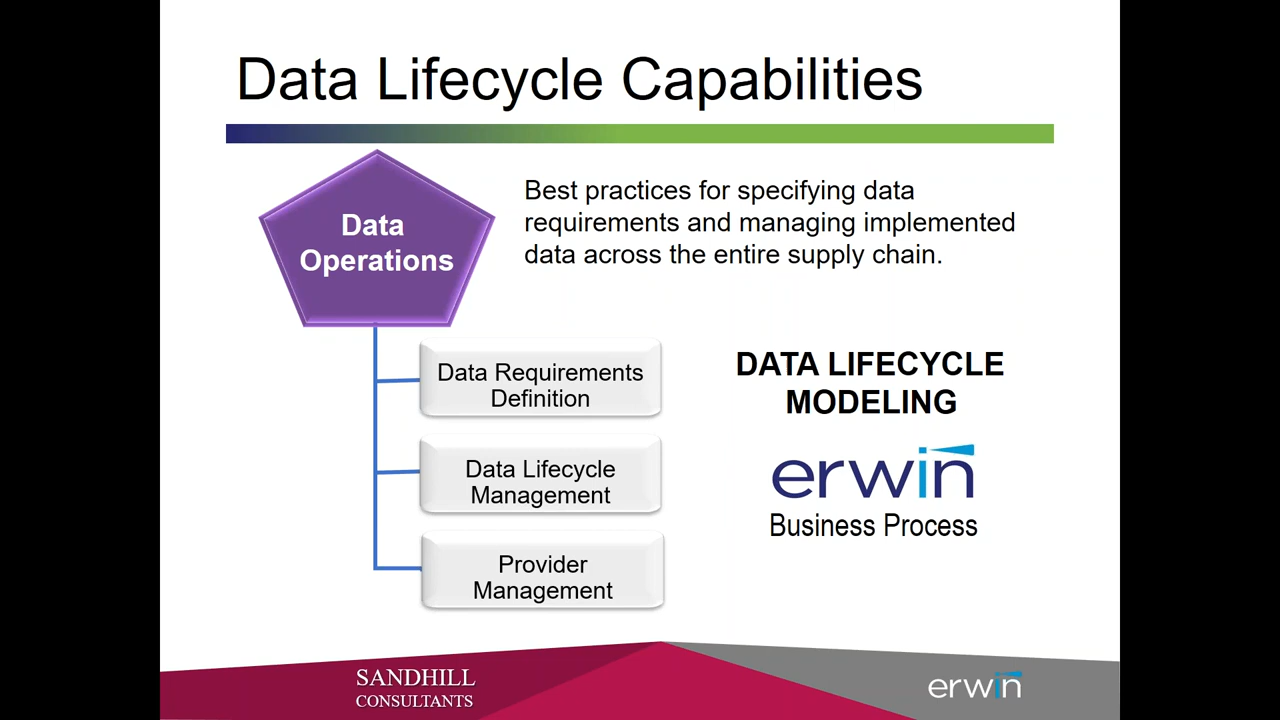 Data Lifecycle Capabilities
Data
Operations
Best practices for specifying data
requirements and managing implemented
data across the entire supply chain.
Data Requirements
Definition
Data Lifecycle
Management
Provider
Management
DATA LIFECYCLE
MODELING
erwin
Business Process
SANDHILL
CONSULTANTS
erwin